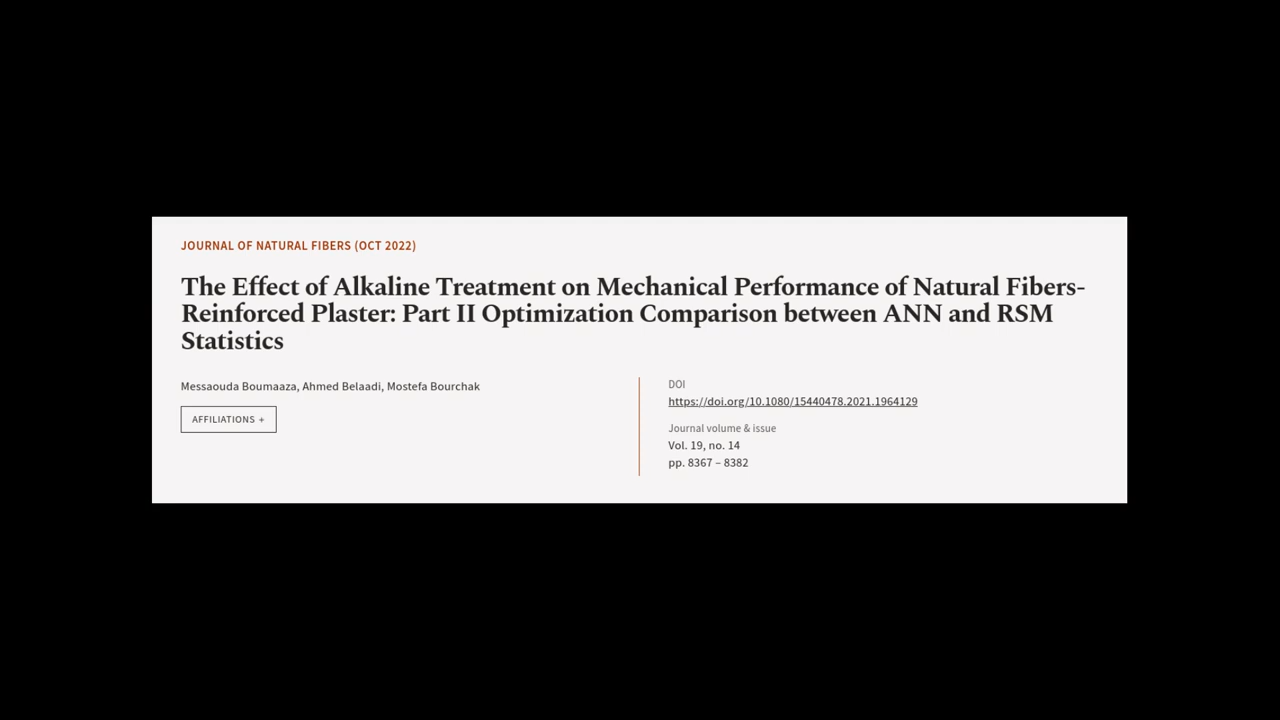 JOURNAL OF NATURAL FIBERS (OCT 2022)
The Effect of Alkaline Treatment on Mechanical Performance of Natural Fibers-
Reinforced Plaster: Part II Optimization Comparison between ANN and RSM
Statistics
Messaouda Boumaaza, Ahmed Belaadi, Mostefa Bourchak
AFFILIATIONS +
DOI
https://doi.org/10.1080/15440478.2021.1964129
Journal volume & issue
Vol. 19, no. 14
pp. 8367 – 8382